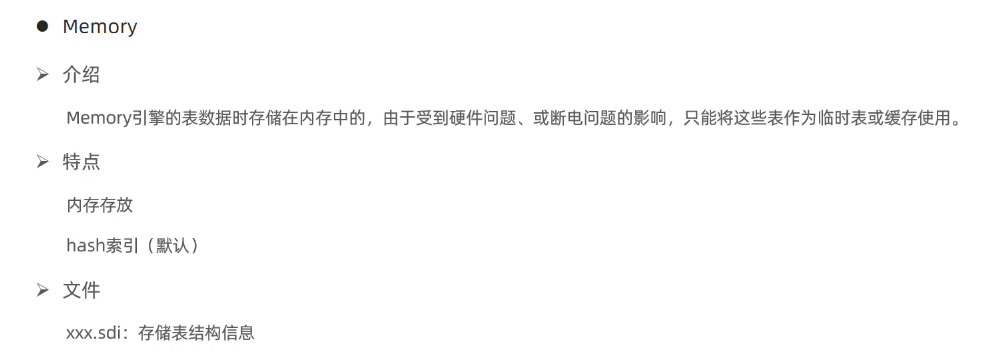 ● Memory
➢ 介绍
Memory引擎的表数据时存储在内存中的，由于受到硬件问题、或断电问题的影响，只能将这些表作为临时表或缓存使用。
➢ 特点
内存存放
hash索引（默认）
➢ 文件
xxx.sdi：存储表结构信息